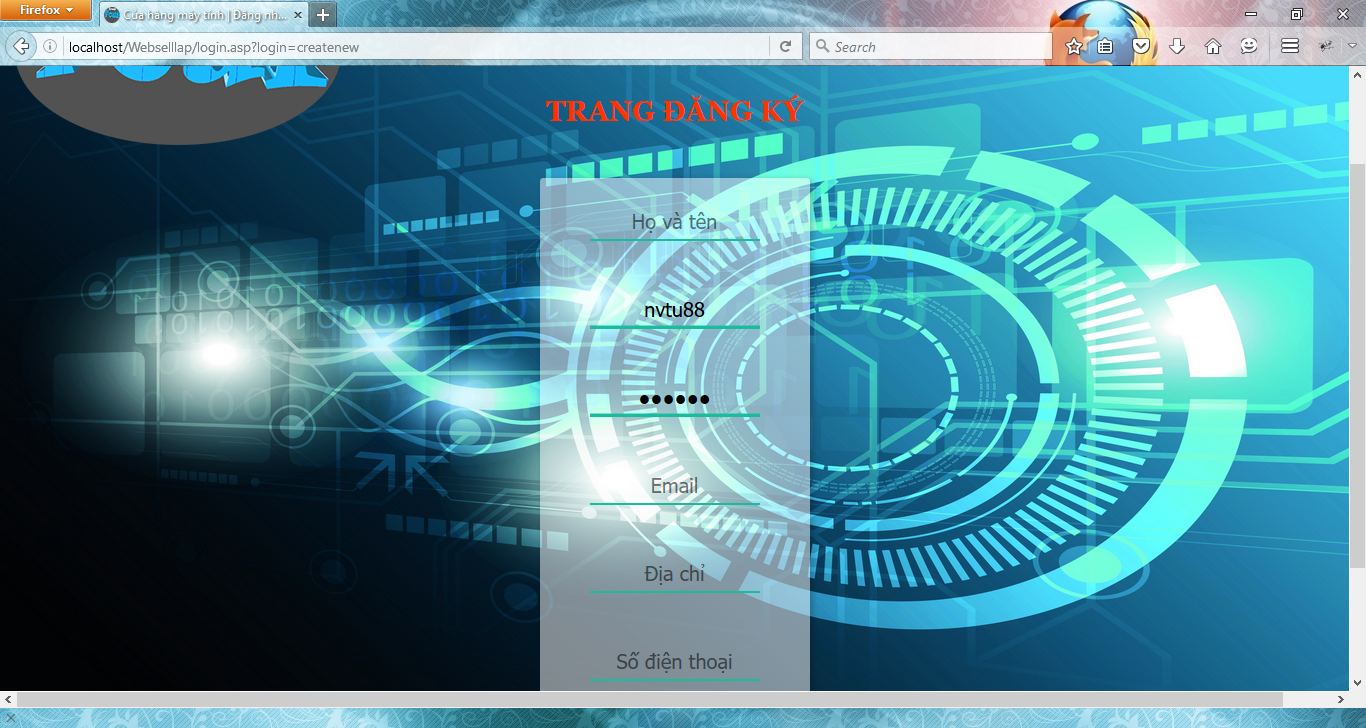 Firefox
Cửa hàng máy tính | Đăng nh...
localhost/Webselllap/login.asp?login=createnew
Search
TRANG ĐĂNG KÝ
Họ và tên
nvtu88
●●●●●●
Email
Địa chỉ
Số điện thoại